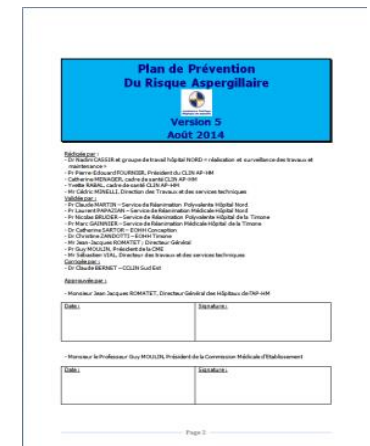 Plan de Prévention
Du Risque Aspergillaire
Version 5
Août 2014
Rédigée par :
- Dr Nadim CASSIR et groupe de travail hôpital NORD « réalisation et surveillance des travaux et
maintenance »
- Pr Pierre-Edouard FOURNIER, Président du CLIN AP-HM
- Catherine MENAGER, cadre de santé CLIN AP-HM
- Yvette RABAL, cadre de santé CLIN AP-HM
- Mr Cédric MINELLI, Direction des Travaux et des services techniques
Validée par :
- Pr Claude MARTIN – Service de Réanimation Polyvalente Hôpital Nord
- Pr Laurent PAPAZIAN – Service de Réanimation Médicale Hôpital Nord
- Pr Nicolas BRUDER – Service de Réanimation Polyvalente Hôpital de la Timone
- Pr Marc GAINNIER – Service de Réanimation Médicale Hôpital de la Timone
- Dr Catherine SARTOR – EOHH Conception
- Dr Christine ZANDOTTI – EOHH Timone
- Mr Jean-Jacques ROMATET : Directeur Général
- Pr Guy MOULIN, Président de la CME
- Mr Sébastien VIAL, Directeur des travaux et des services techniques
Corrigée par :
- Dr Claude BERNET – CCLIN Sud Est
Approuvée par :
- Monsieur Jean Jacques ROMATET, Directeur Général des Hôpitaux de l'AP-HM
Date :
Signature :
- Monsieur le Professeur Guy MOULIN, Président de la Commission Médicale d'Etablissement
Date :
Signature :
Page 2